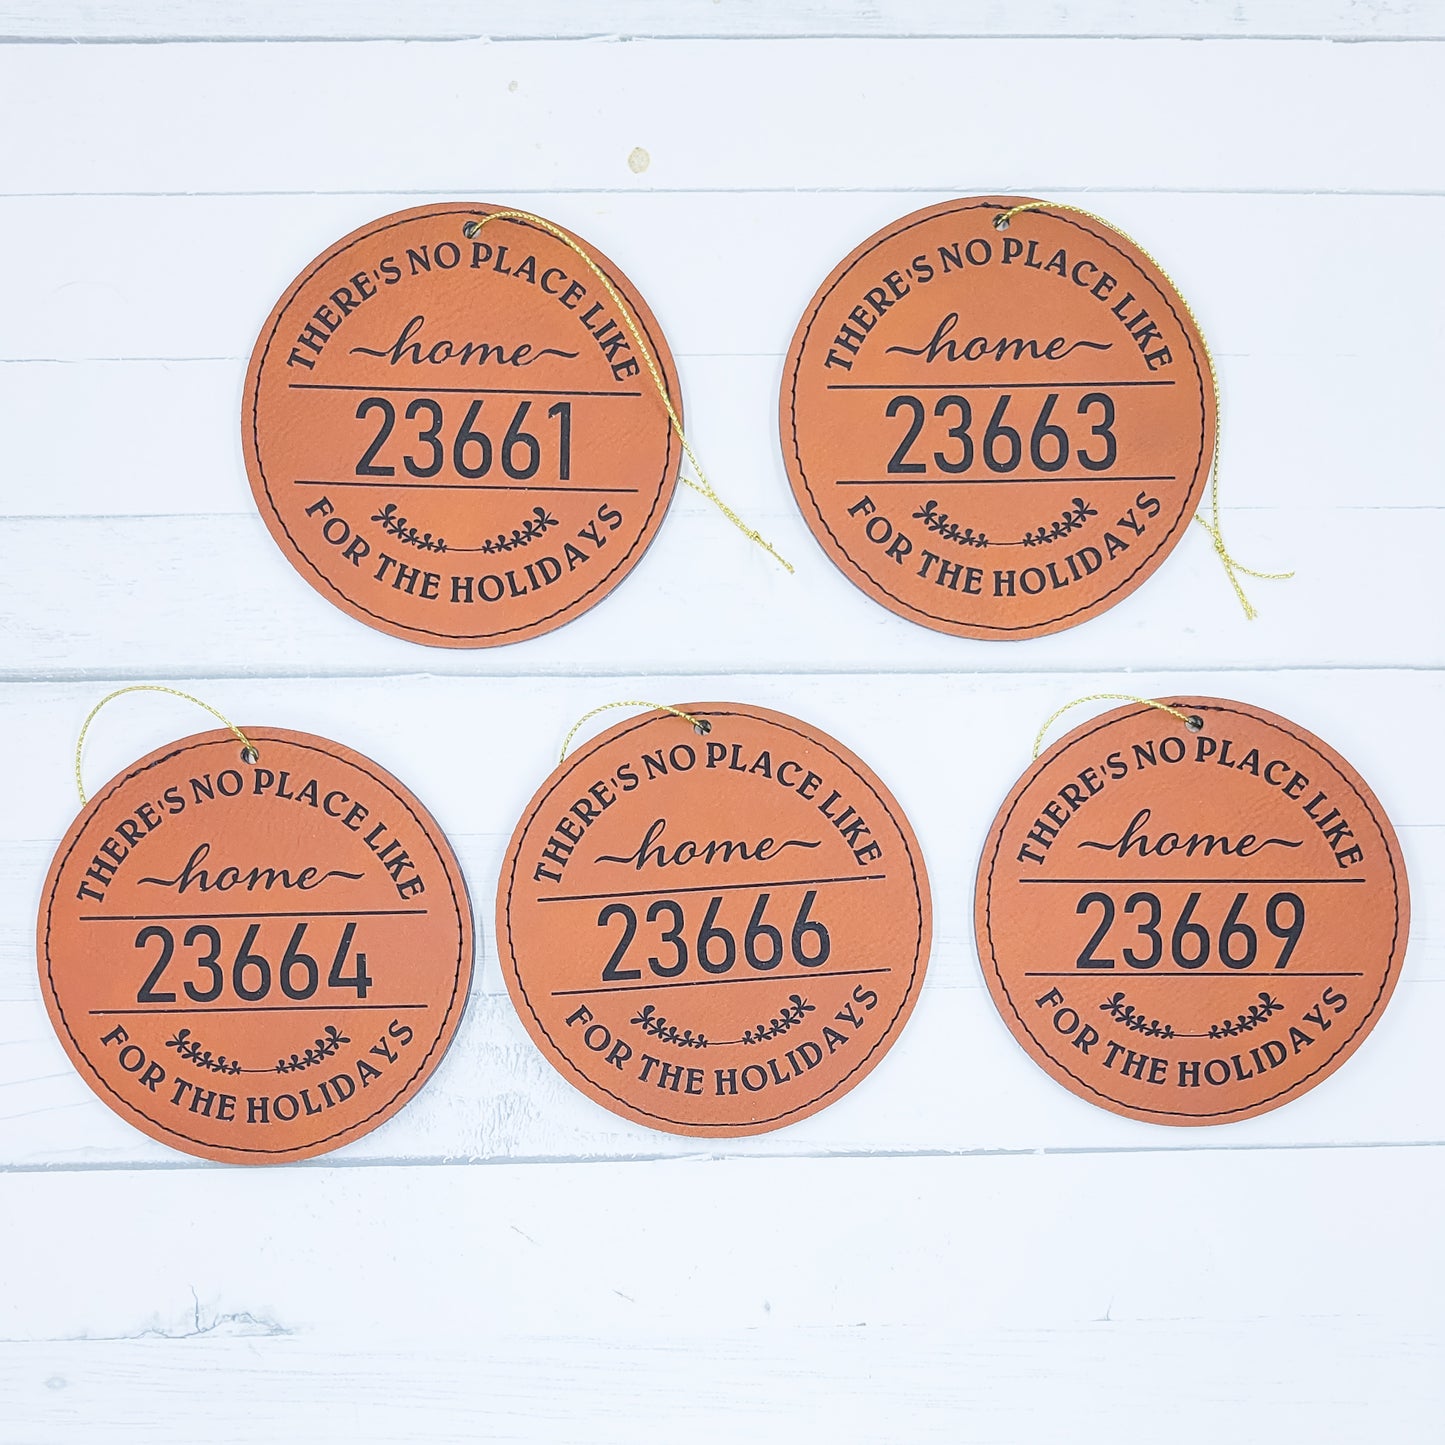 THERE'S NO PLACE LIKE
home
23661
FOR THE HOLIDAYS
THERE'S NO PLACE LIKE
home
23663
FOR THE HOLIDAYS
THERE'S NO PLACE LIKE
home
23664
FOR THE HOLIDAYS
THERE'S NO PLACE LIKE
home
23666
FOR THE HOLIDAYS
THERE'S NO PLACE LIKE
home
23669
FOR THE HOLIDAYS